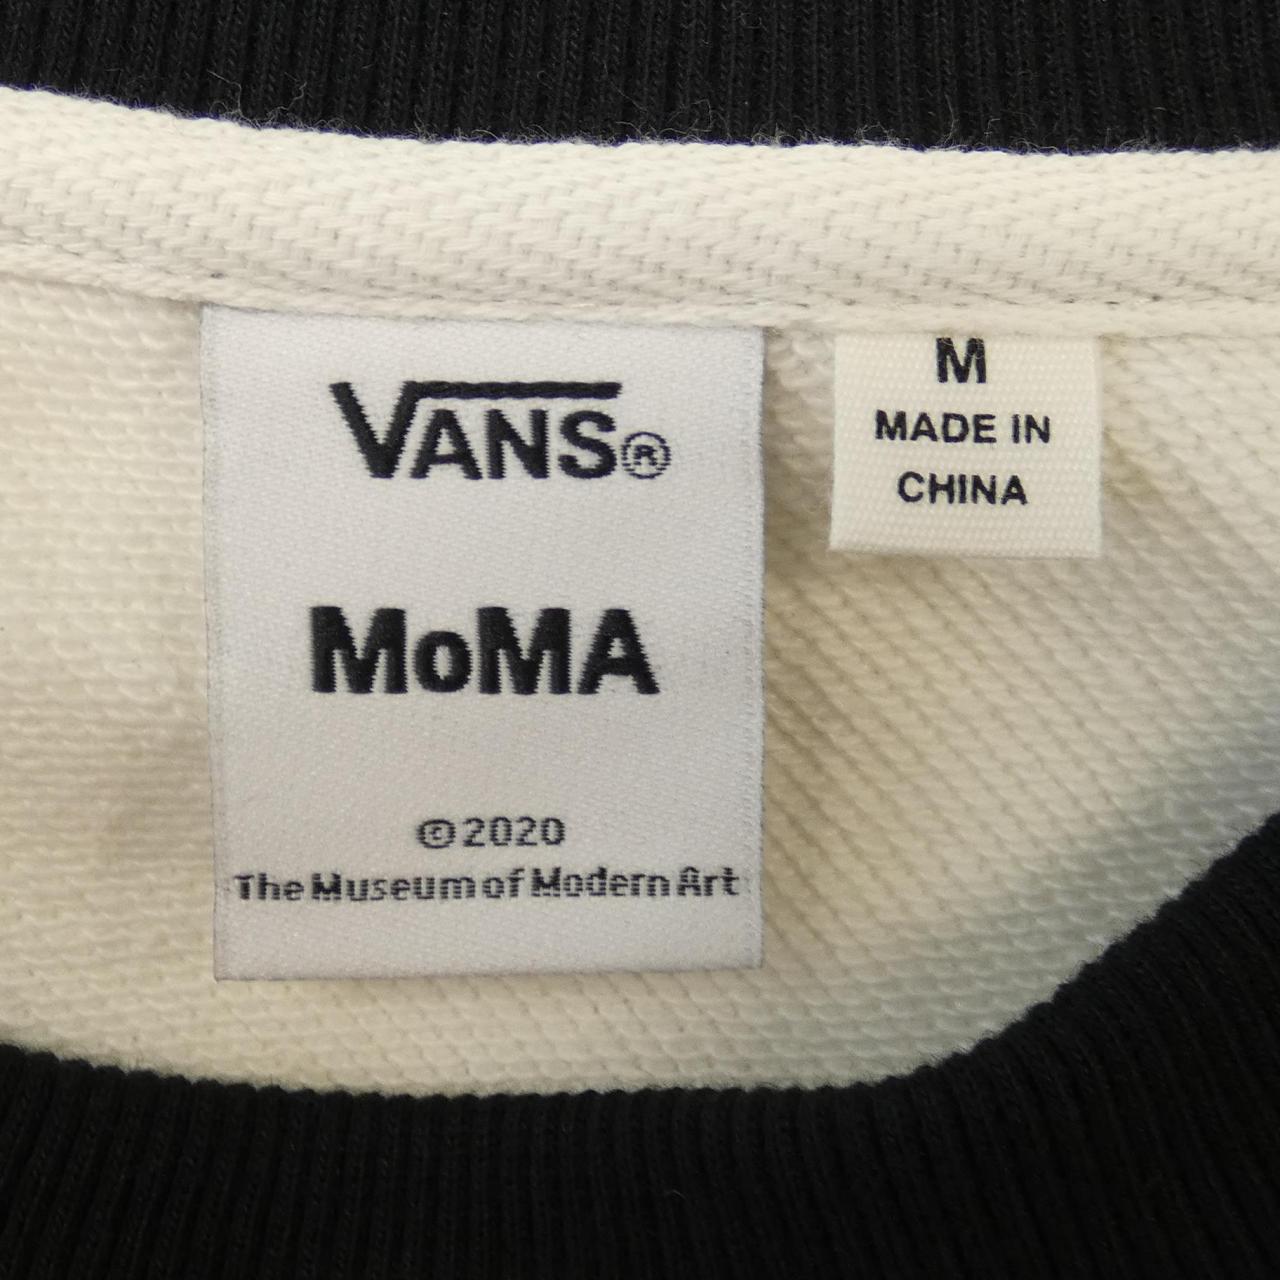 VANS®
MoMA
©2020
The Museum of Modern Art
M
MADE IN
CHINA